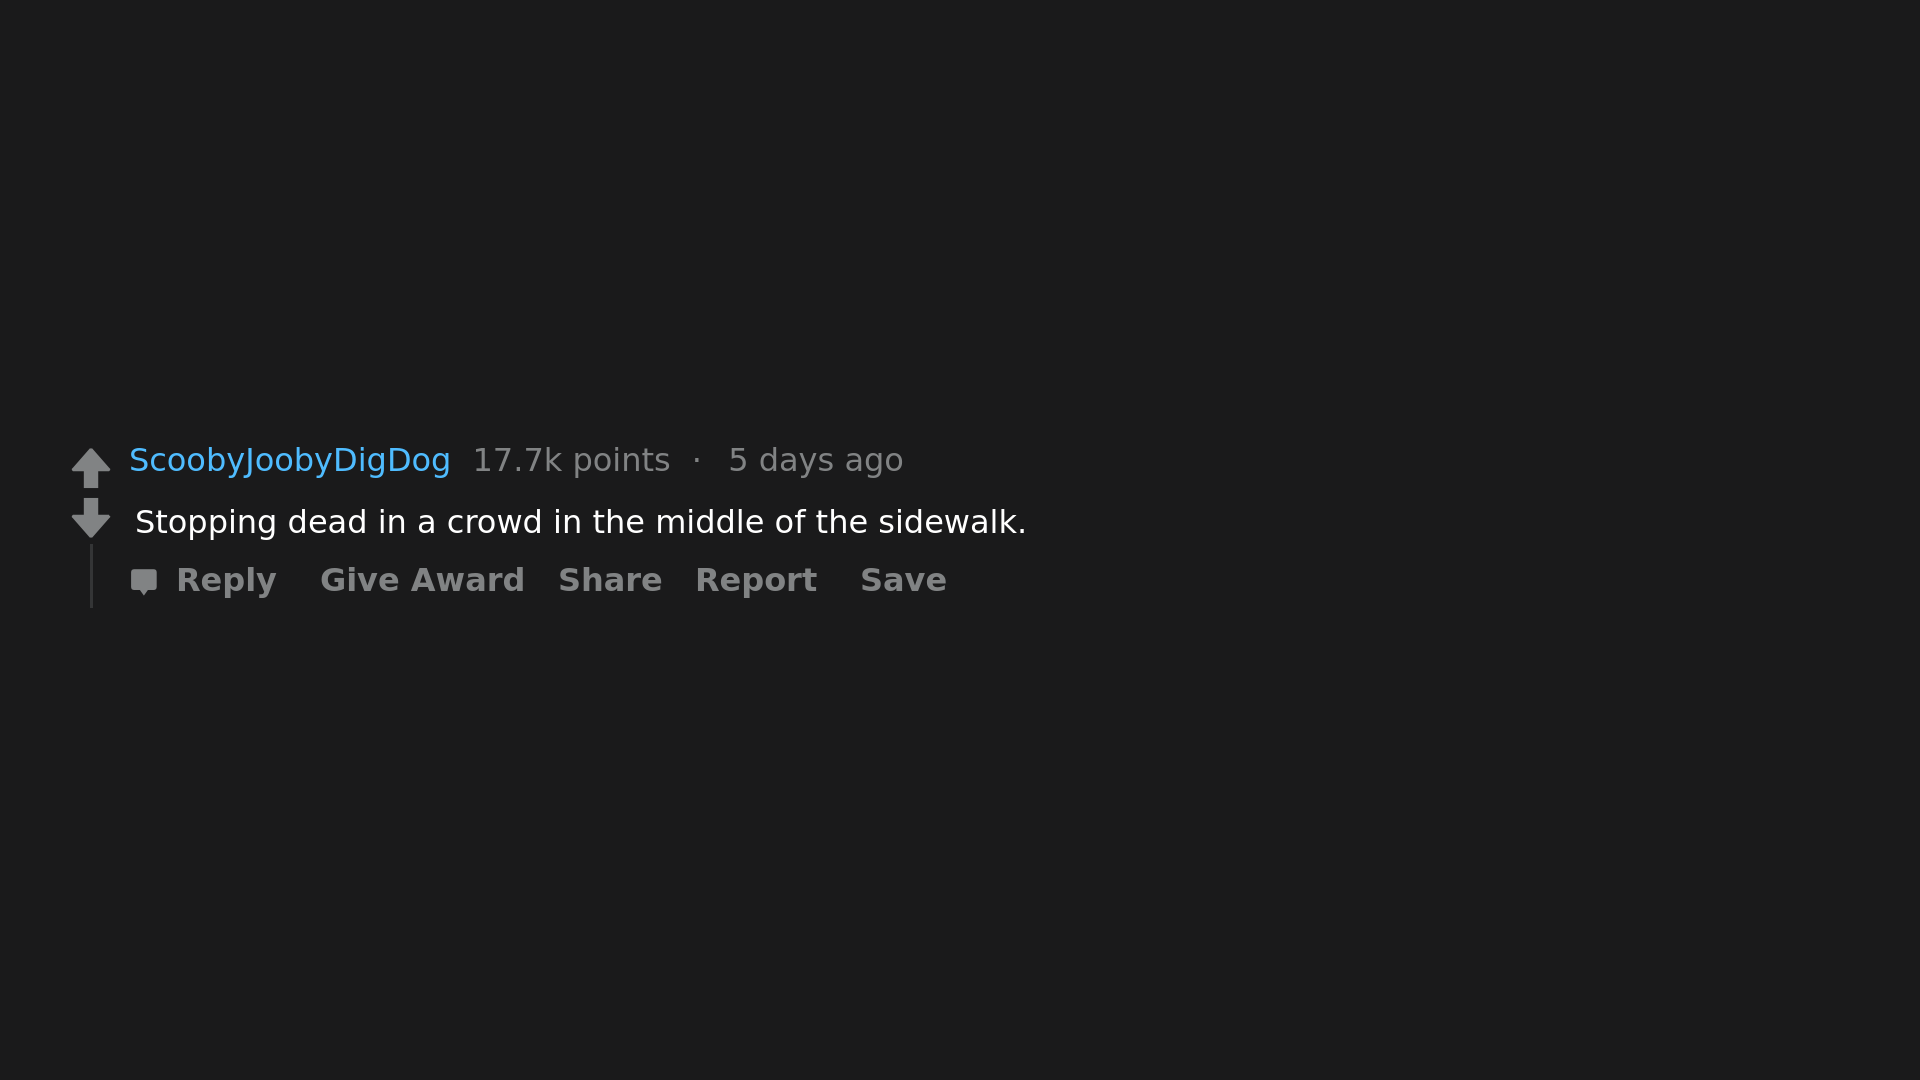 ScoobyJoobyDigDog 17.7k points · 5 days ago
Stopping dead in a crowd in the middle of the sidewalk.
Reply Give Award Share Report Save